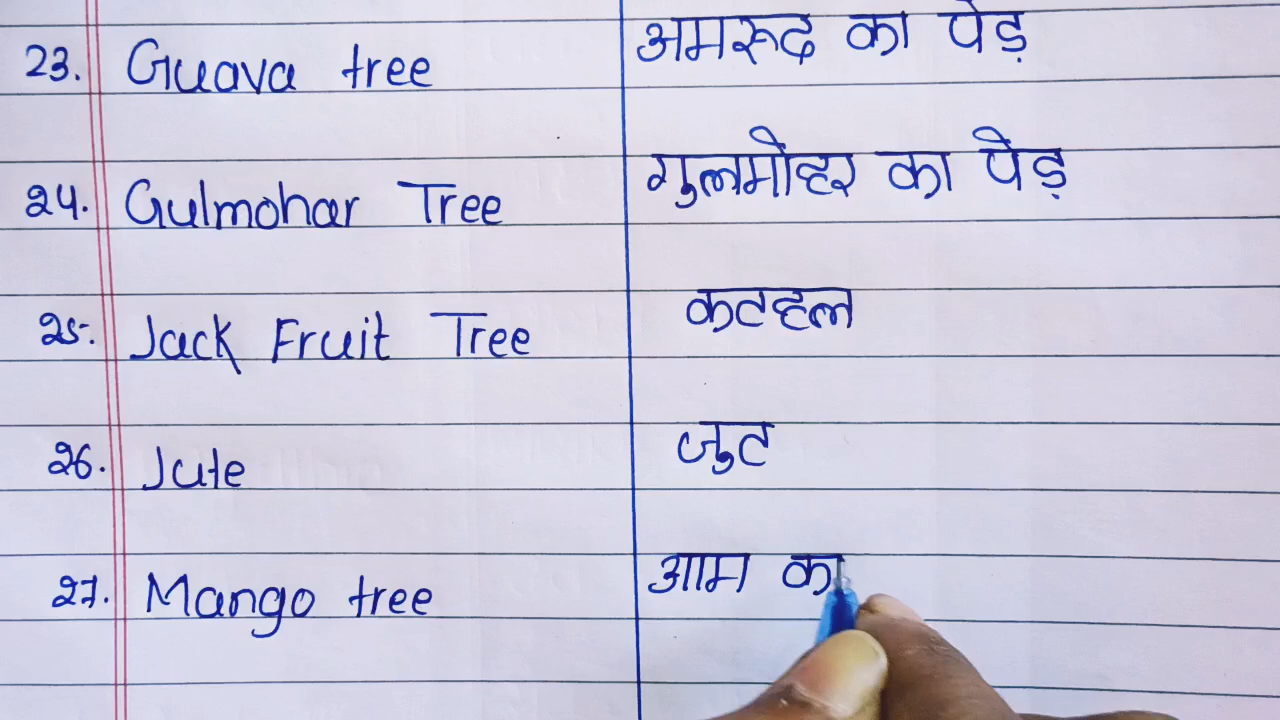 23. Guava tree अमरूद का पेड़
24. Gulmohar Tree गुलमोहर का पेड़
25. Jack Fruit Tree कटहल
26. Jute जुट
27. Mango tree आम का